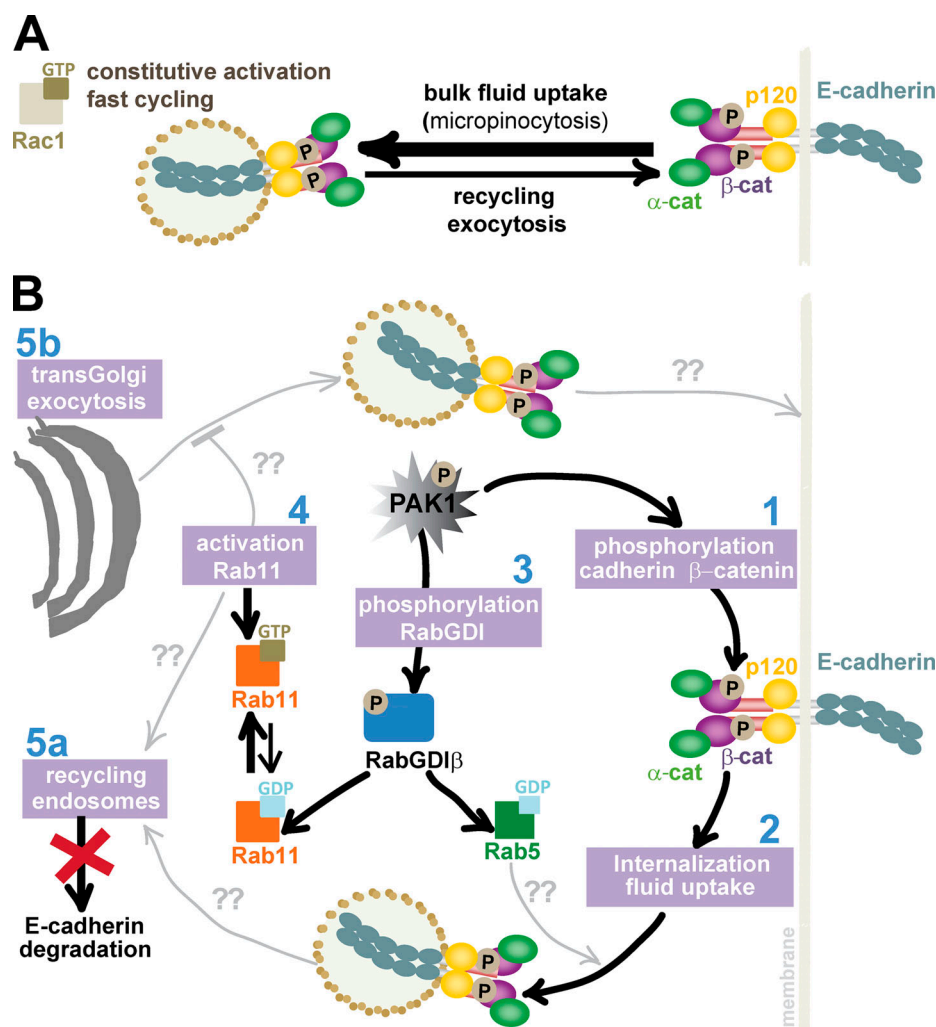 A
GTP
Rac1
constitutive activation
fast cycling
bulk fluid uptake
(micropinocytosis)
recycling
exocytosis
P
P
P
P
p120
E-cadherin
α-cat
β-cat
B
5b
transGolgi
exocytosis
P
P
??
??
P
PAK1
4
activation
Rab11
3
phosphorylation
RabGDI
1
phosphorylation
cadherin β-catenin
??
GTP
Rab11
P
RabGDIβ
p120
E-cadherin
P
P
α-cat
β-cat
5a
recycling
endosomes
GDP
Rab11
GDP
Rab5
2
Internalization
fluid uptake
??
??
E-cadherin
degradation
P
P
membrane